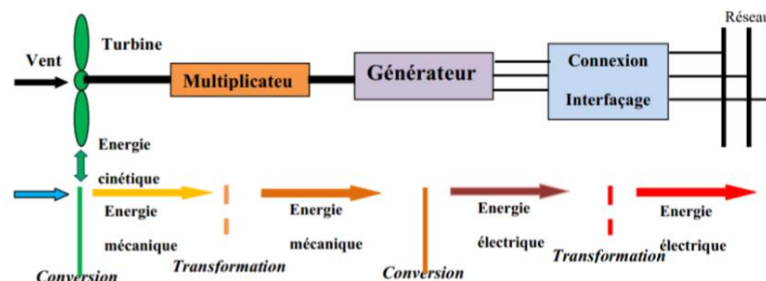 Réseau
Turbine
Vent
Multiplicateu
Générateur
Connexion
Interfaçage
Energie
cinétique
Energie
mécanique
Energie
mécanique
Energie
électrique
Energie
électrique
Conversion
Transformation
Conversion
Transformation